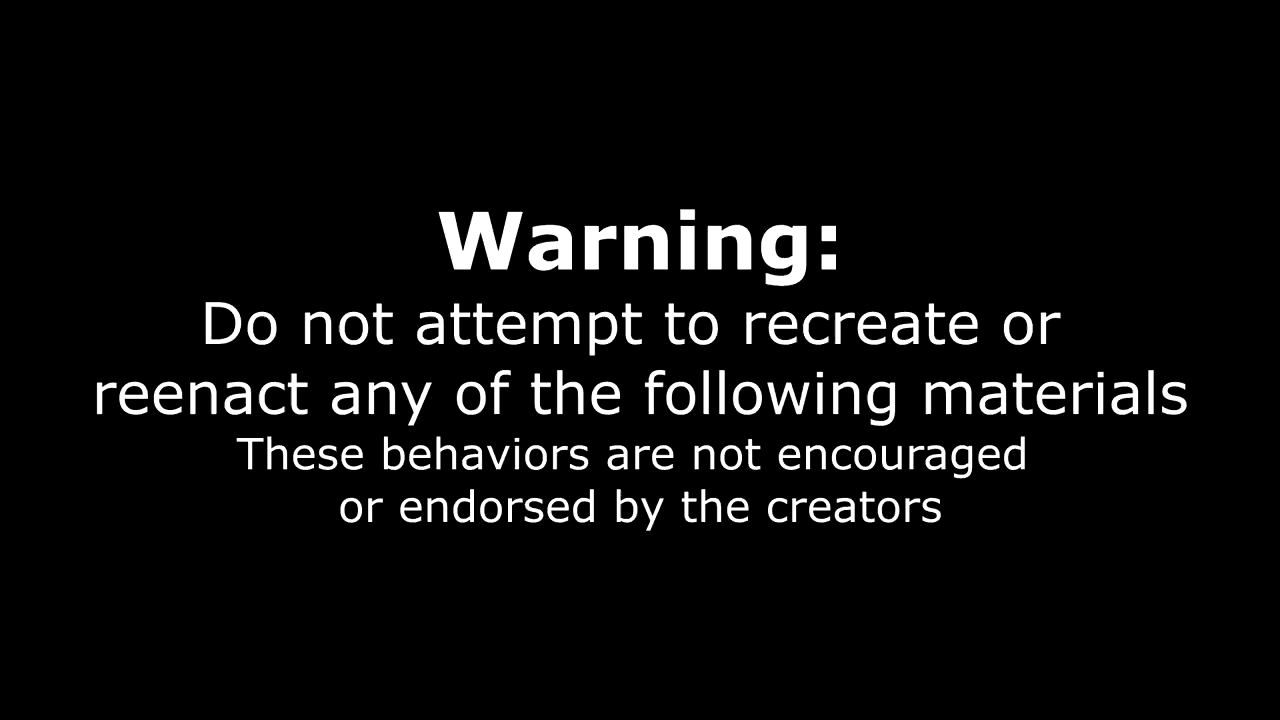 Warning:
Do not attempt to recreate or
reenact any of the following materials
These behaviors are not encouraged
or endorsed by the creators